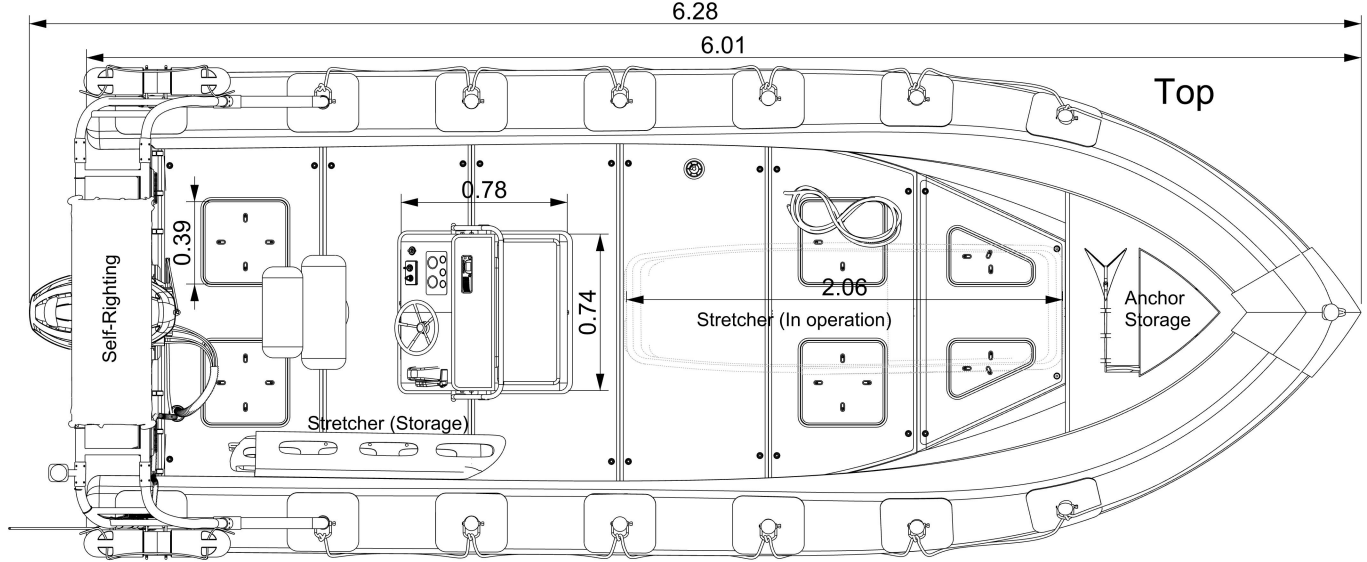 6.28
6.01
Top
0.78
0.39
Self-Righting
0.74
2.06
Stretcher (In operation)
Anchor
Storage
Stretcher (Storage)